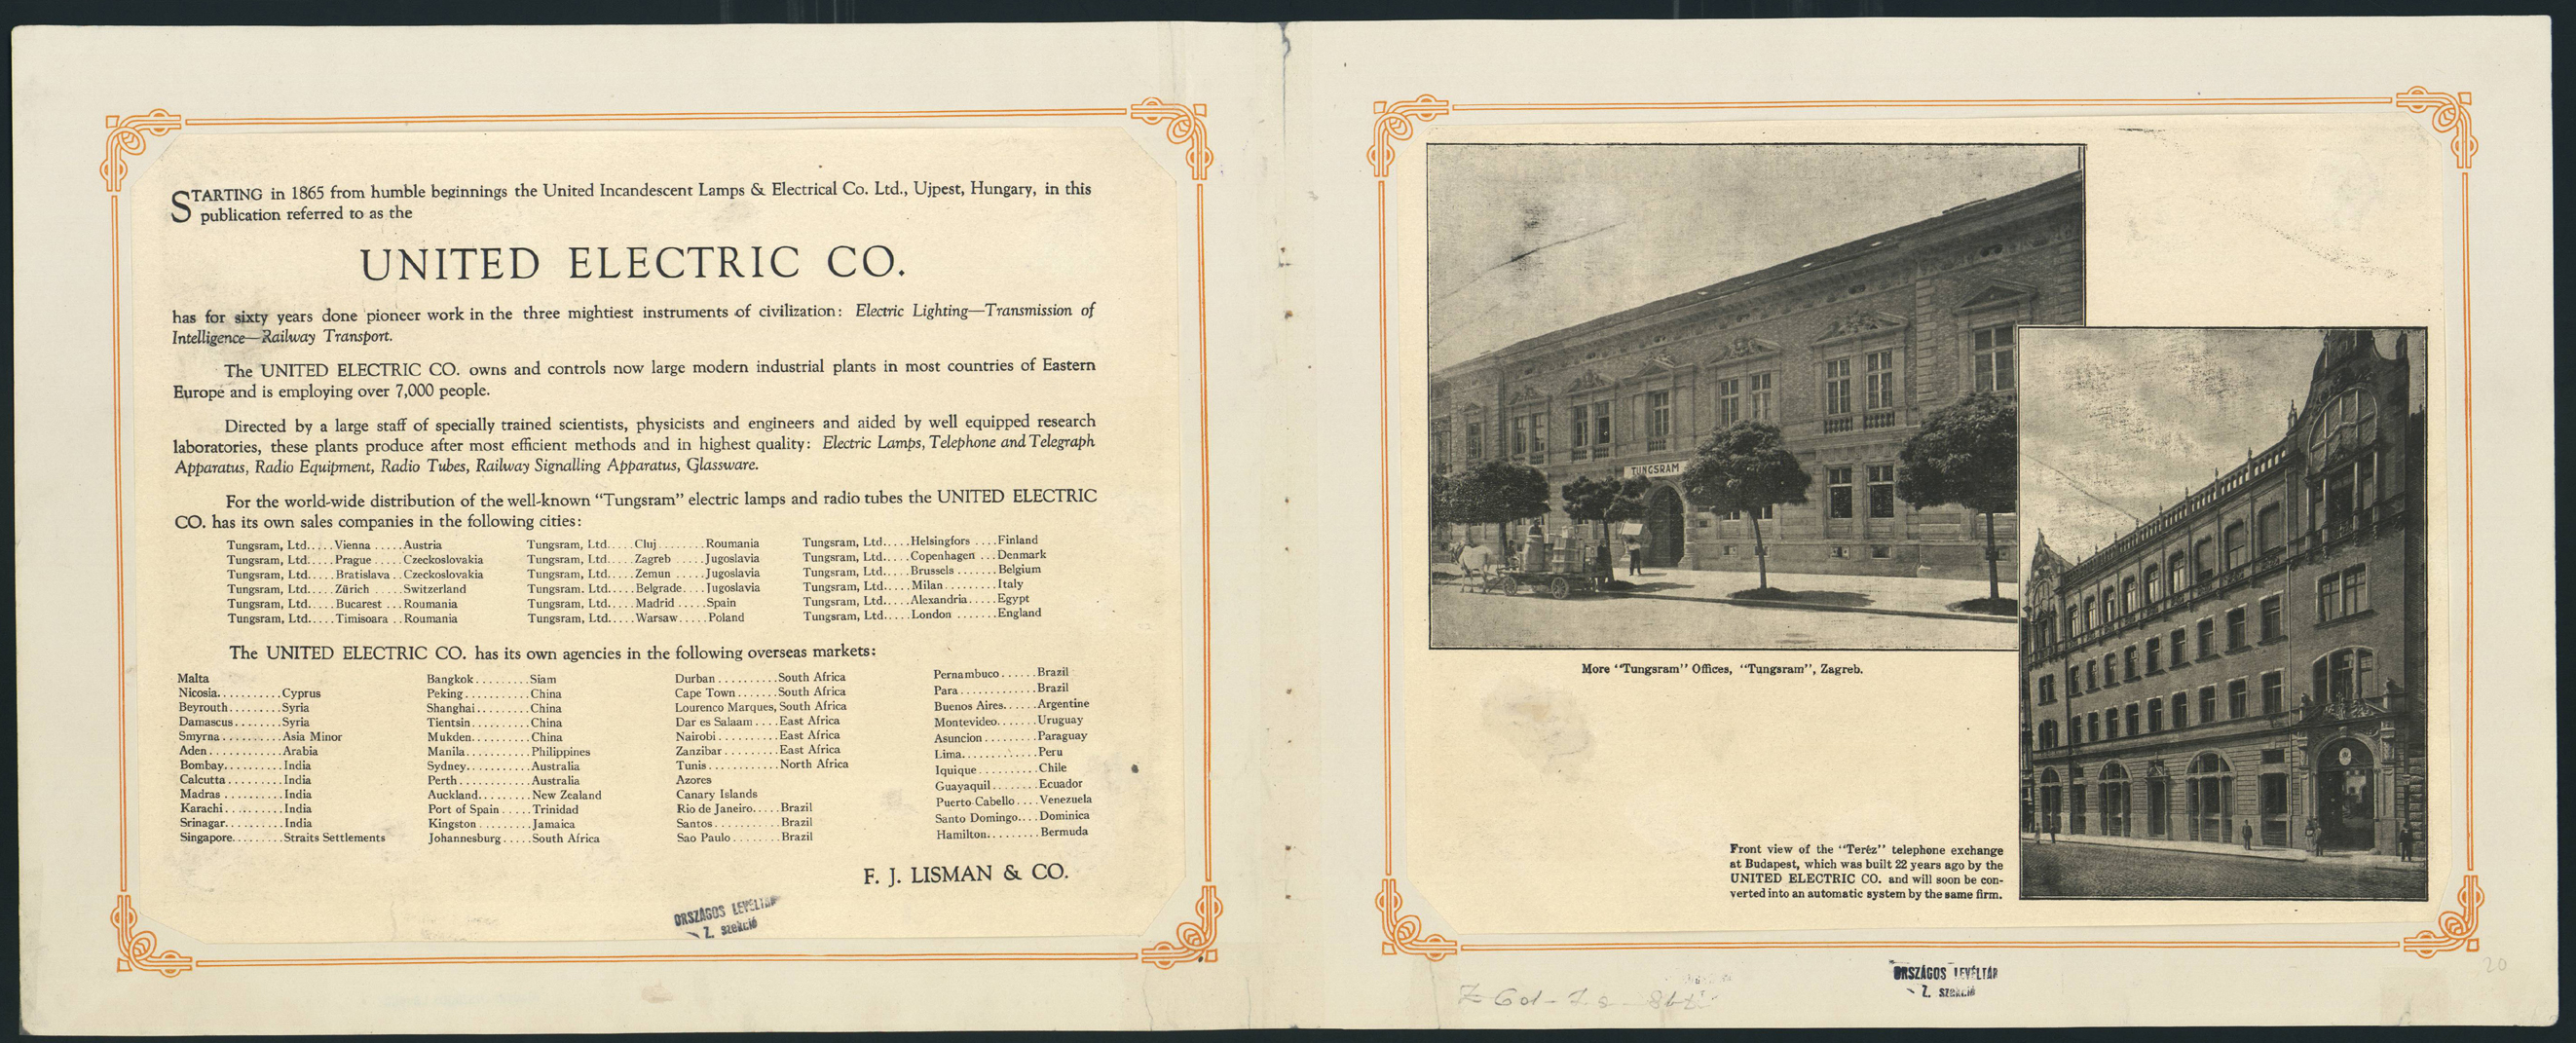 STARTING in 1865 from humble beginnings the United Incandescent Lamps & Electrical Co. Ltd., Ujpest, Hungary, in this
publication referred to as the
UNITED ELECTRIC CO.
has for sixty years done pioneer work in the three mightiest instruments of civilization: Electric Lighting—Transmission of
Intelligence—Railway Transport.
The UNITED ELECTRIC CO. owns and controls now large modern industrial plants in most countries of Eastern
Europe and is employing over 7,000 people.
Directed by a large staff of specially trained scientists, physicists and engineers and aided by well equipped research
laboratories, these plants produce after most efficient methods and in highest quality: Electric Lamps, Telephone and Telegraph
Apparatus, Radio Equipment, Radio Tubes, Railway Signalling Apparatus, Glassware.
For the world-wide distribution of the well-known "Tungsram" electric lamps and radio tubes the UNITED ELECTRIC
CO. has its own sales companies in the following cities:
Tungsram, Ltd.....Vienna .....Austria
Tungsram, Ltd.....Prague .....Czeckoslovakia
Tungsram, Ltd.....Bratislava ..Czeckoslovakia
Tungsram, Ltd.....Zürich .....Switzerland
Tungsram, Ltd.....Bucarest ...Roumania
Tungsram, Ltd.....Timisoara ..Roumania
Tungsram, Ltd.....Cluj........Roumania
Tungsram, Ltd.....Zagreb .....Jugoslavia
Tungsram, Ltd.....Zemun .....Jugoslavia
Tungsram. Ltd.....Belgrade....Jugoslavia
Tungsram, Ltd.....Madrid .....Spain
Tungsram, Ltd.....Warsaw.....Poland
Tungsram, Ltd.....Helsingfors ....Finland
Tungsram, Ltd.....Copenhagen ...Denmark
Tungsram, Ltd.....Brussels .......Belgium
Tungsram, Ltd.....Milan.........Italy
Tungsram, Ltd.....Alexandria.....Egypt
Tungsram, Ltd.....London .......England
The UNITED ELECTRIC CO. has its own agencies in the following overseas markets:
Malta
Nicosia..........Cyprus
Beyrouth........Syria
Damascus.......Syria
Smyrna .........Asia Minor
Aden ...........Arabia
Bombay.........India
Calcutta ........India
Madras .........India
Karachi.........India
Srinagar.........India
Singapore........Straits Settlements
Bangkok ........Siam
Peking..........China
Shanghai........China
Tientsin.........China
Mukden.........China
Manila..........Philippines
Sydney..........Australia
Perth ...........Australia
Auckland........New Zealand
Port of Spain ....Trinidad
Kingston ........Jamaica
Johannesburg ....South Africa
Durban .........South Africa
Cape Town ......South Africa
Lourenco Marques, South Africa
Dar es Salaam ....East Africa
Nairobi .........East Africa
Zanzibar ........East Africa
Tunis...........North Africa
Azores
Canary Islands
Rio de Janeiro.....Brazil
Santos ..........Brazil
Sao Paulo .......Brazil
Pernambuco ......Brazil
Para ............Brazil
Buenos Aires......Argentine
Montevideo.......Uruguay
Asuncion ........Paraguay
Lima............Peru
Iquique .........Chile
Guayaquil.......Ecuador
Puerto Cabello ....Venezuela
Santo Domingo...Dominica
Hamilton.........Bermuda
F. J. LISMAN & CO.
ORSZÁGOS LEVÉLTÁR
Z. szekció
TUNGSRAM
More "Tungsram" Offices, "Tungsram", Zagreb.
Front view of the "Teréz" telephone exchange
at Budapest, which was built 22 years ago by the
UNITED ELECTRIC CO. and will soon be con-
verted into an automatic system by the same firm.
ORSZÁGOS LEVÉLTÁR
Z. szekció
20